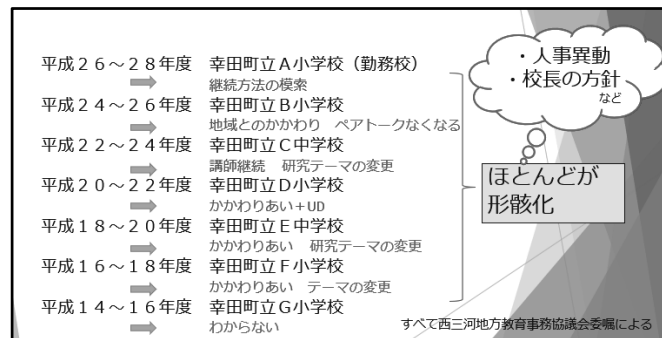 平成２６～２８年度　幸田町立Ａ小学校（勤務校）
継続方法の模索
平成２４～２６年度　幸田町立Ｂ小学校
地域とのかかわり　ペアトークなくなる
平成２２～２４年度　幸田町立Ｃ中学校
講師継続　研究テーマの変更
平成２０～２２年度　幸田町立Ｄ小学校
かかわりあい＋UD
平成１８～２０年度　幸田町立Ｅ中学校
かかわりあい　研究テーマの変更
平成１６～１８年度　幸田町立Ｆ小学校
かかわりあい　テーマの変更
平成１４～１６年度　幸田町立Ｇ小学校
わからない
・人事異動
・校長の方針
など
ほとんどが
形骸化
すべて西三河地方教育事務協議会委嘱による